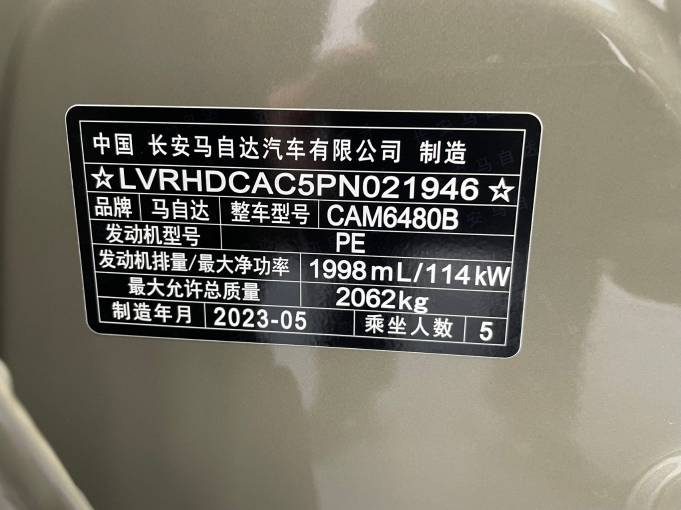 中国 长安马自达汽车有限公司 制造
☆LVRHDCAC5PN021946☆
品牌 马自达 整车型号 CAM6480B
发动机型号 PE
发动机排量/最大净功率 1998mL/114kW
最大允许总质量 2062kg
制造年月 2023-05 乘坐人数 5